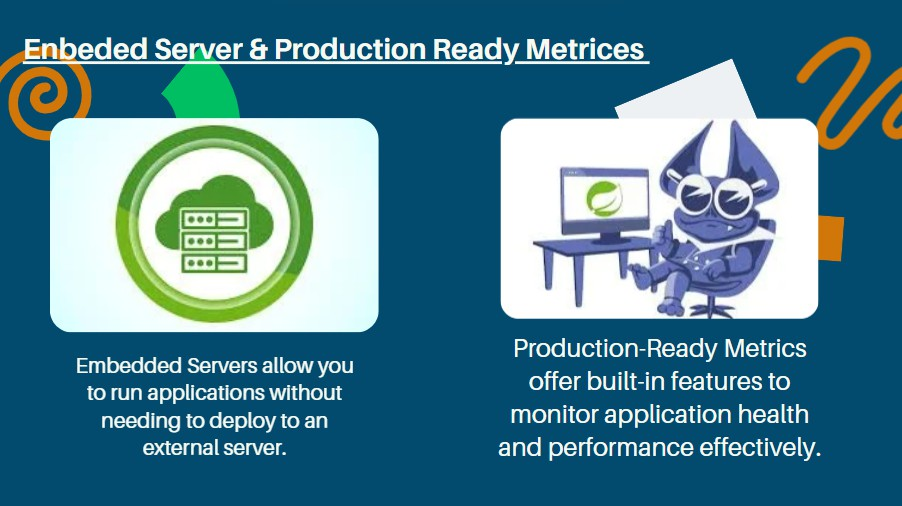 Enbeded Server & Production Ready Metrices
Embedded Servers allow you
to run applications without
needing to deploy to an
external server.
Production-Ready Metrics
offer built-in features to
monitor application health
and performance effectively.